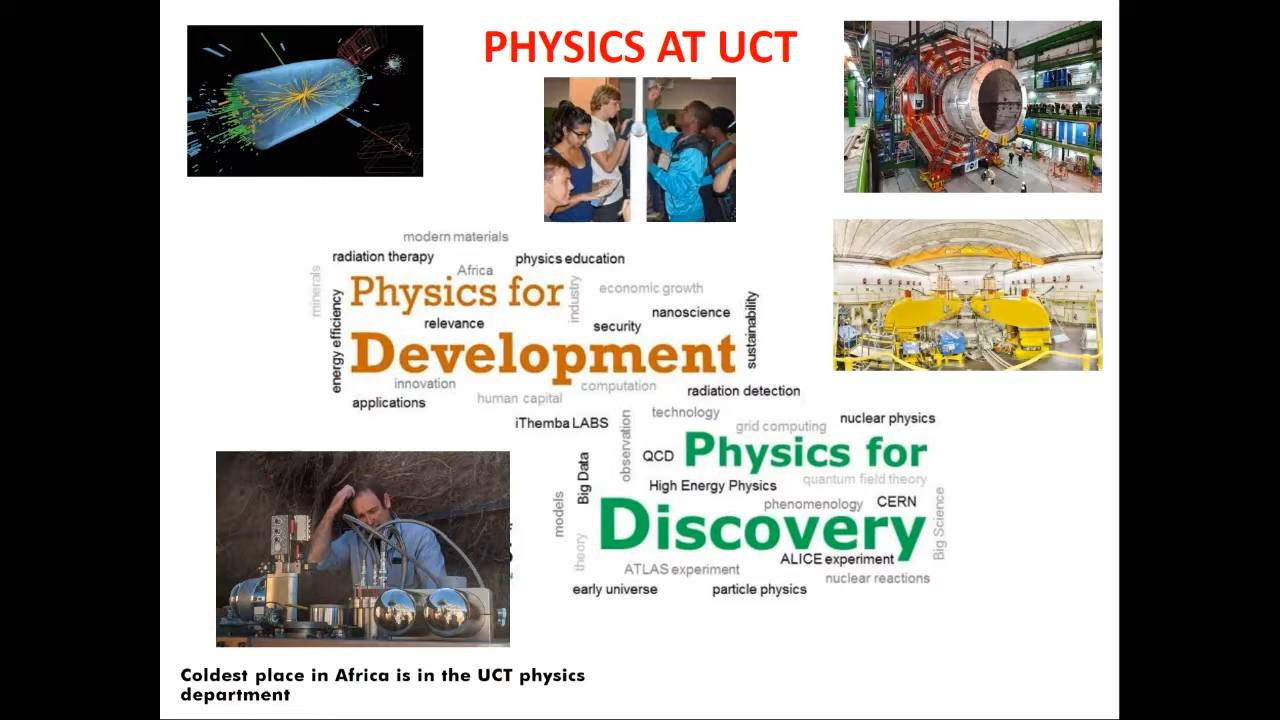 PHYSICS AT UCT
modern materials
radiation therapy
physics education
Africa
minerals
Physics for
industry
economic growth
energy efficiency
relevance
security
nanoscience
sustainability
Development
innovation
human capital
computation
radiation detection
applications
iThemba LABS
observation
technology
grid computing
nuclear physics
QCD
Physics for
Big Data
High Energy Physics
quantum field theory
models
phenomenology
CERN
Big Science
Discovery
theory
ALICE experiment
ATLAS experiment
nuclear reactions
early universe
particle physics
Coldest place in Africa is in the UCT physics
department